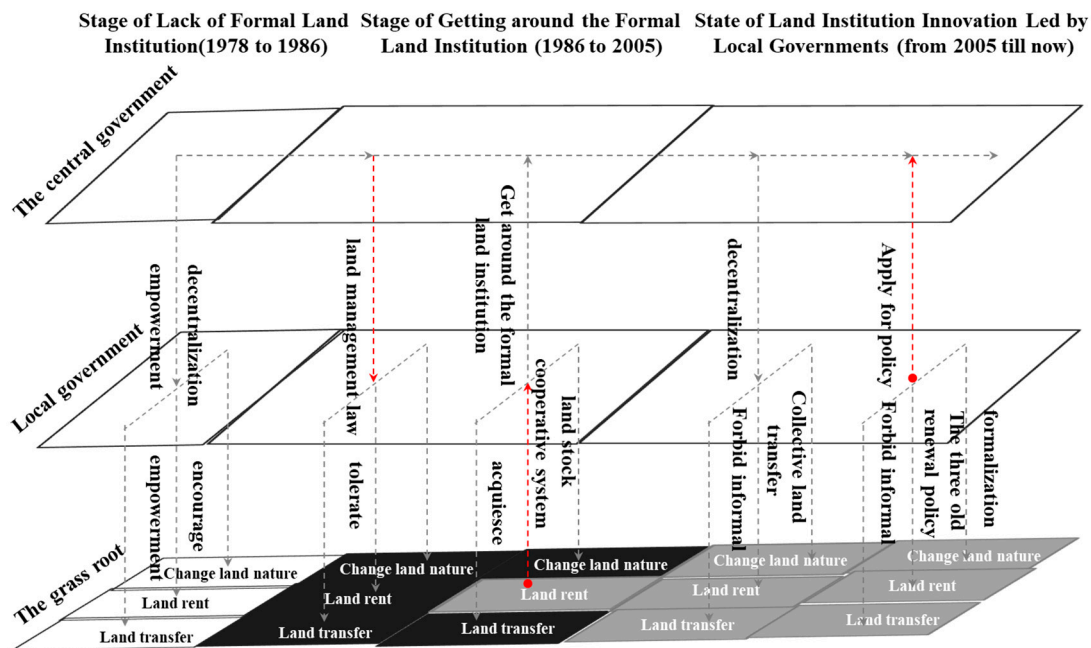 Stage of Lack of Formal Land
Institution(1978 to 1986)
Stage of Getting around the Formal
Land Institution (1986 to 2005)
State of Land Institution Innovation Led by
Local Governments (from 2005 till now)
The central government
Local government
The grass root
decentralization
empowerment
encourage
empowerment
land management law
tolerate
Get around the formal
land institution
land stock
cooperative system
acquiesce
decentralization
Collective land
transfer
Forbid informal
Apply for policy
formalization
The three old
renewal policy
Forbid informal
Change land nature
Land rent
Land transfer
Change land nature
Land rent
Land transfer
Change land nature
Land rent
Land transfer
Change land nature
Land rent
Land transfer
Change land nature
Land rent
Land transfer